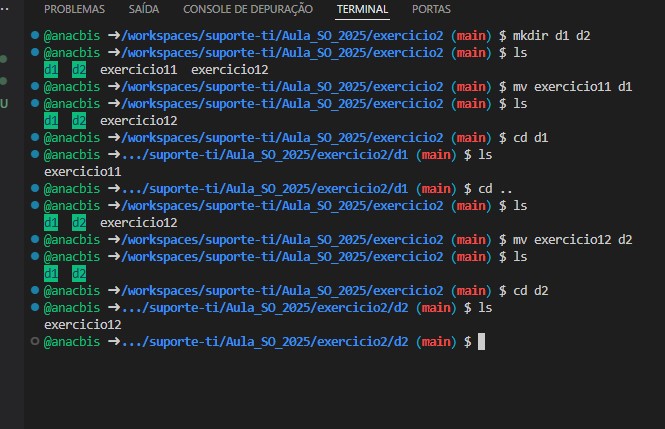 PROBLEMAS SAÍDA CONSOLE DE DEPURAÇÃO TERMINAL PORTAS
@anacbis ➜/workspaces/suporte-ti/Aula_SO_2025/exercicio2 (main) $ mkdir d1 d2
@anacbis ➜/workspaces/suporte-ti/Aula_SO_2025/exercicio2 (main) $ ls
d1 d2 exercicio11 exercicio12
@anacbis ➜/workspaces/suporte-ti/Aula_SO_2025/exercicio2 (main) $ mv exercicio11 d1
@anacbis ➜/workspaces/suporte-ti/Aula_SO_2025/exercicio2 (main) $ ls
d1 d2 exercicio12
@anacbis ➜/workspaces/suporte-ti/Aula_SO_2025/exercicio2 (main) $ cd d1
@anacbis ➜.../suporte-ti/Aula_SO_2025/exercicio2/d1 (main) $ ls
exercicio11
@anacbis ➜.../suporte-ti/Aula_SO_2025/exercicio2/d1 (main) $ cd ..
@anacbis ➜/workspaces/suporte-ti/Aula_SO_2025/exercicio2 (main) $ ls
d1 d2 exercicio12
@anacbis ➜/workspaces/suporte-ti/Aula_SO_2025/exercicio2 (main) $ mv exercicio12 d2
@anacbis ➜/workspaces/suporte-ti/Aula_SO_2025/exercicio2 (main) $ ls
d1 d2
@anacbis ➜/workspaces/suporte-ti/Aula_SO_2025/exercicio2 (main) $ cd d2
@anacbis ➜.../suporte-ti/Aula_SO_2025/exercicio2/d2 (main) $ ls
exercicio12
@anacbis ➜.../suporte-ti/Aula_SO_2025/exercicio2/d2 (main) $
U